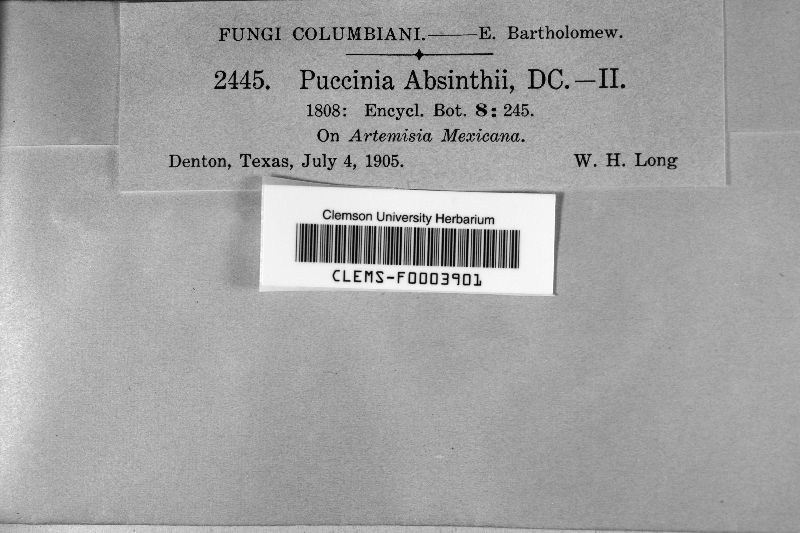 FUNGI COLUMBIANI.——E. Bartholomew.
2445. Puccinia Absinthii, DC.—II.
1808: Encycl. Bot. 8: 245.
On Artemisia Mexicana.
Denton, Texas, July 4, 1905. W. H. Long
Clemson University Herbarium
CLEMS-F0003901